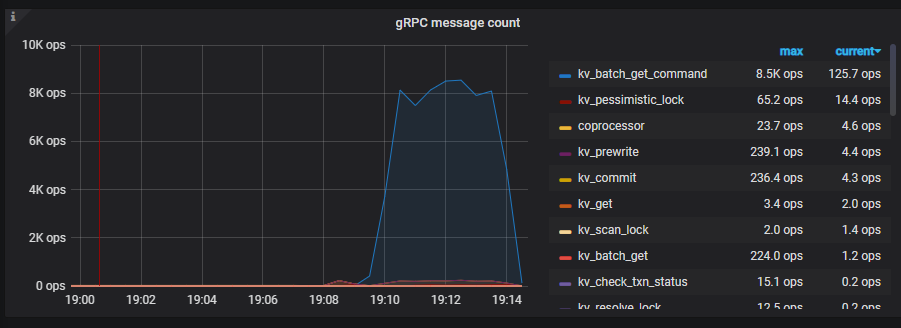 i
gRPC message count
10K ops
8K ops
6K ops
4K ops
2K ops
0 ops
19:00 19:02 19:04 19:06 19:08 19:10 19:12 19:14
max current
kv_batch_get_command 8.5K ops 125.7 ops
kv_pessimistic_lock 65.2 ops 14.4 ops
coprocessor 23.7 ops 4.6 ops
kv_prewrite 239.1 ops 4.4 ops
kv_commit 236.4 ops 4.3 ops
kv_get 3.4 ops 2.0 ops
kv_scan_lock 2.0 ops 1.4 ops
kv_batch_get 224.0 ops 1.2 ops
kv_check_txn_status 15.1 ops 0.2 ops
kv_resolve_lock 12.5 ops 0.2 ops